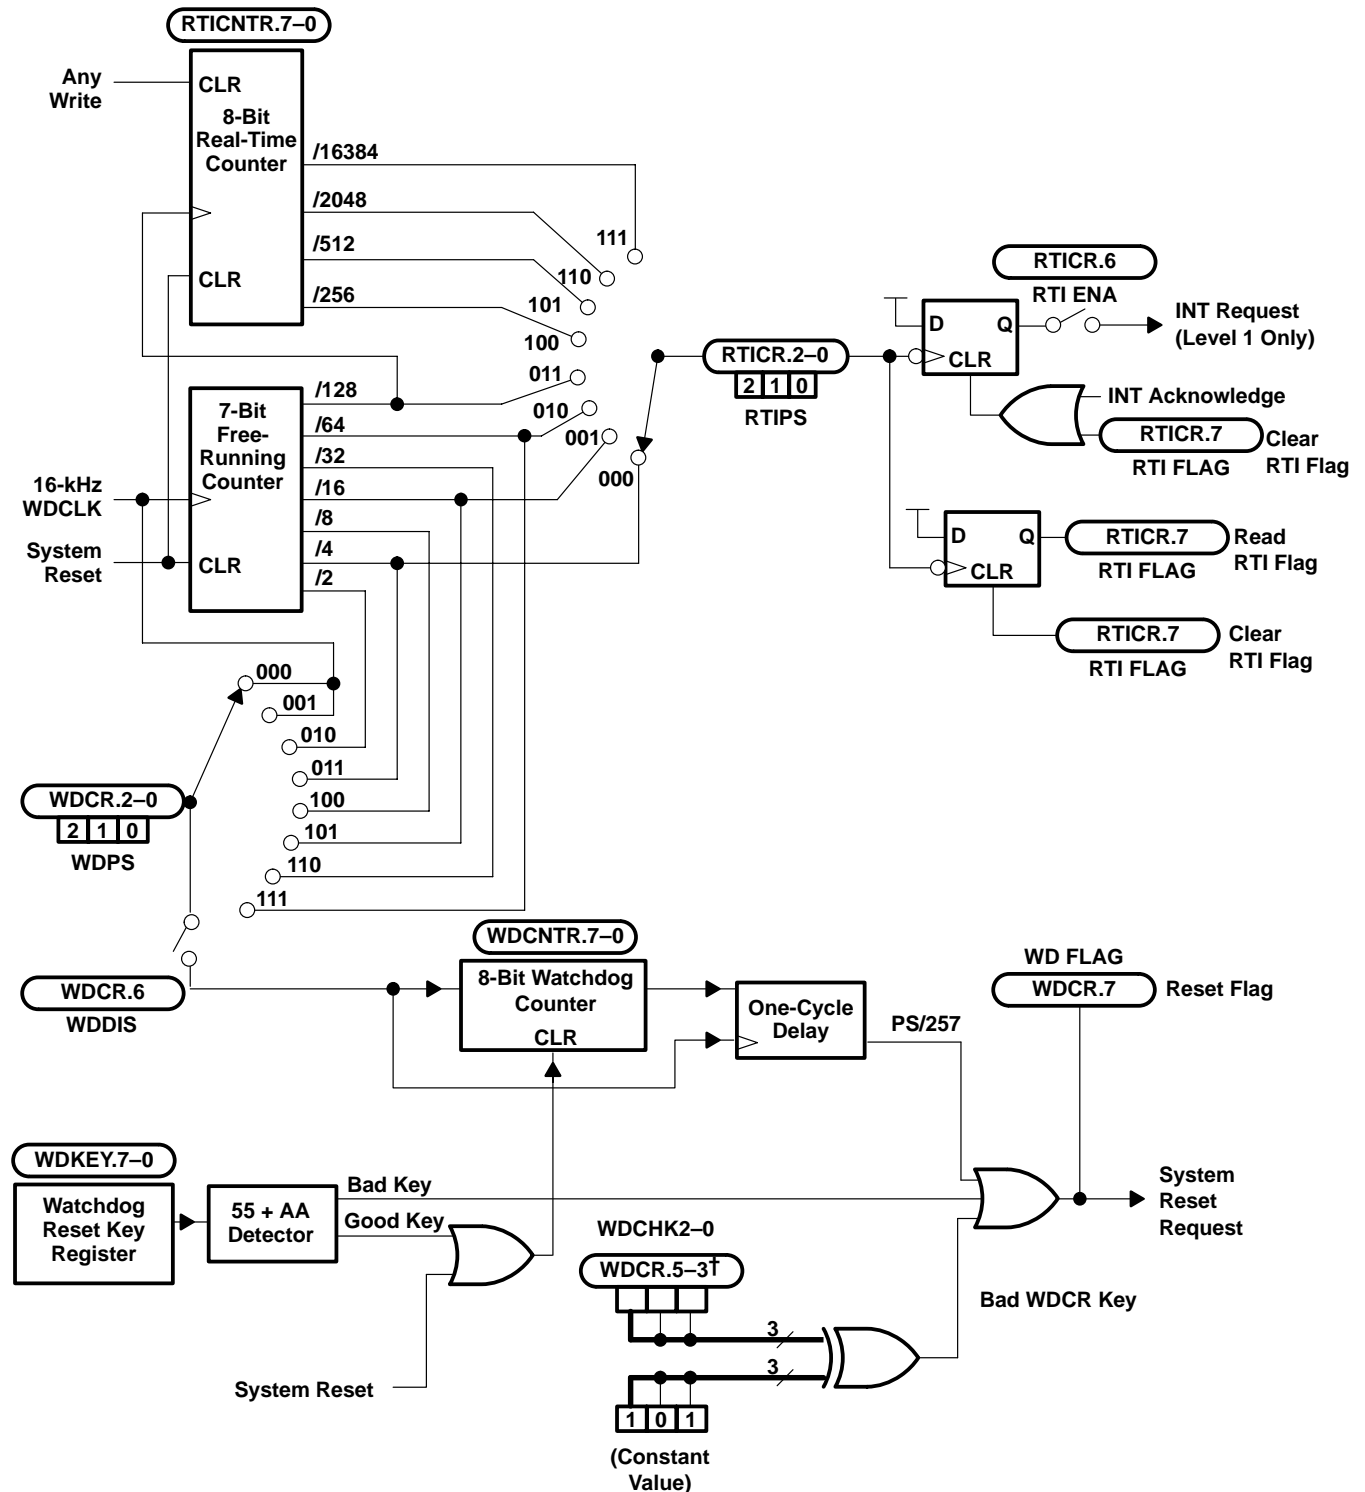 RTICNTR.7–0
Any
Write
CLR
8-Bit
Real-Time
Counter
/16384
/2048
/512
/256
CLR
111
110
101
100
011
010
001
000
/128
/64
/32
/16
/8
/4
/2
7-Bit
Free-
Running
Counter
CLR
16-kHz
WDCLK
System
Reset
RTICR.2–0
2 1 0
RTIPS
RTICR.6
RTI ENA
D Q
CLR
INT Request
(Level 1 Only)
INT Acknowledge
RTICR.7
Clear
RTI Flag
RTI FLAG
D Q
CLR
RTICR.7
Read
RTI Flag
RTI FLAG
RTICR.7
Clear
RTI Flag
RTI FLAG
000
001
010
011
100
101
110
111
WDCR.2–0
2 1 0
WDPS
WDCR.6
WDDIS
WDCNTR.7–0
8-Bit Watchdog
Counter
CLR
One-Cycle
Delay
PS/257
WD FLAG
WDCR.7
Reset Flag
WDKEY.7–0
Watchdog
Reset Key
Register
55 + AA
Detector
Bad Key
Good Key
System Reset
WDCHK2–0
WDCR.5–3†
3
3
1 0 1
(Constant
Value)
Bad WDCR Key
System
Reset
Request